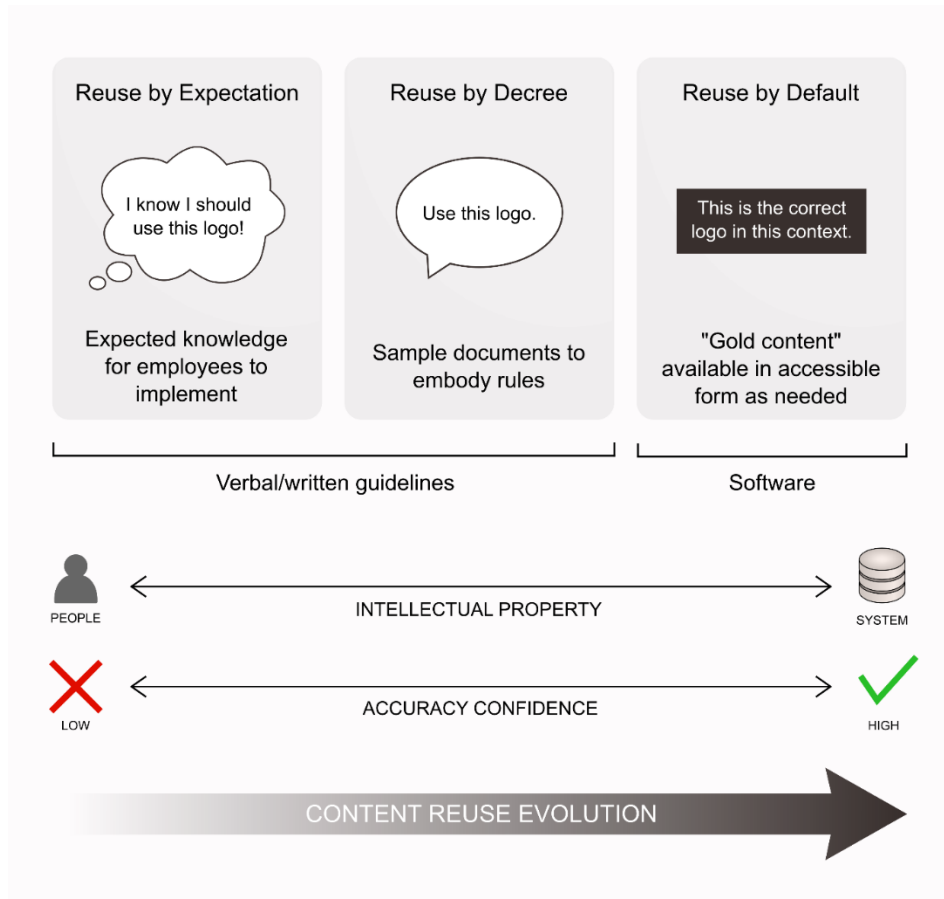 Reuse by Expectation
I know I should
use this logo!
Expected knowledge
for employees to
implement
Reuse by Decree
Use this logo.
Sample documents to
embody rules
Reuse by Default
This is the correct
logo in this context.
"Gold content"
available in accessible
form as needed
Verbal/written guidelines
Software
PEOPLE
INTELLECTUAL PROPERTY
SYSTEM
LOW
ACCURACY CONFIDENCE
HIGH
CONTENT REUSE EVOLUTION